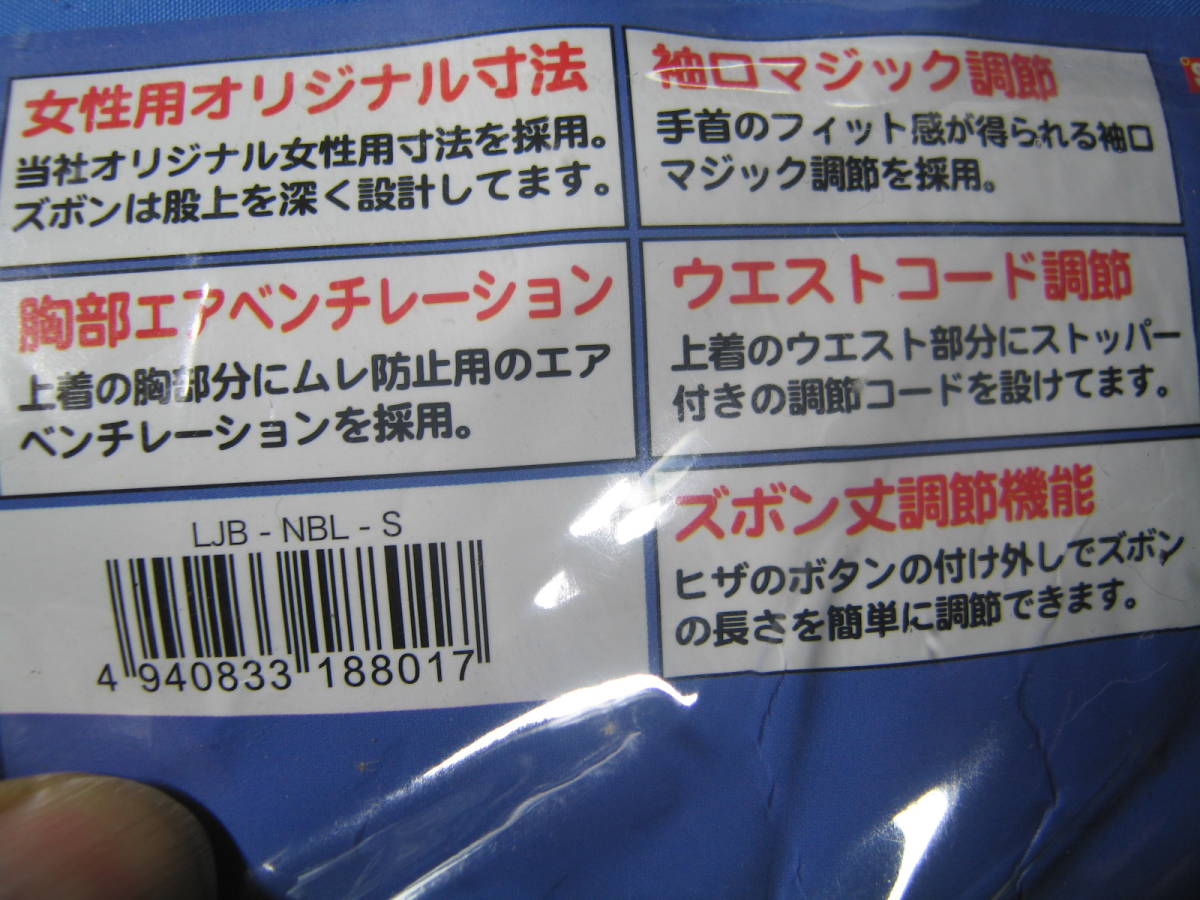 女性用オリジナル寸法
当社オリジナル女性用寸法を採用。
ズボンは股上を深く設計してます。
袖口マジック調節
手首のフィット感が得られる袖口
マジック調節を採用。
胸部エアベンチレーション
上着の胸部分にムレ防止用のエア
ベンチレーションを採用。
ウエストコード調節
上着のウエスト部分にストッパー
付きの調節コードを設けてます。
ズボン丈調節機能
ヒザのボタンの付け外しでズボン
の長さを簡単に調節できます。
LJB - NBL - S
4 940833 188017